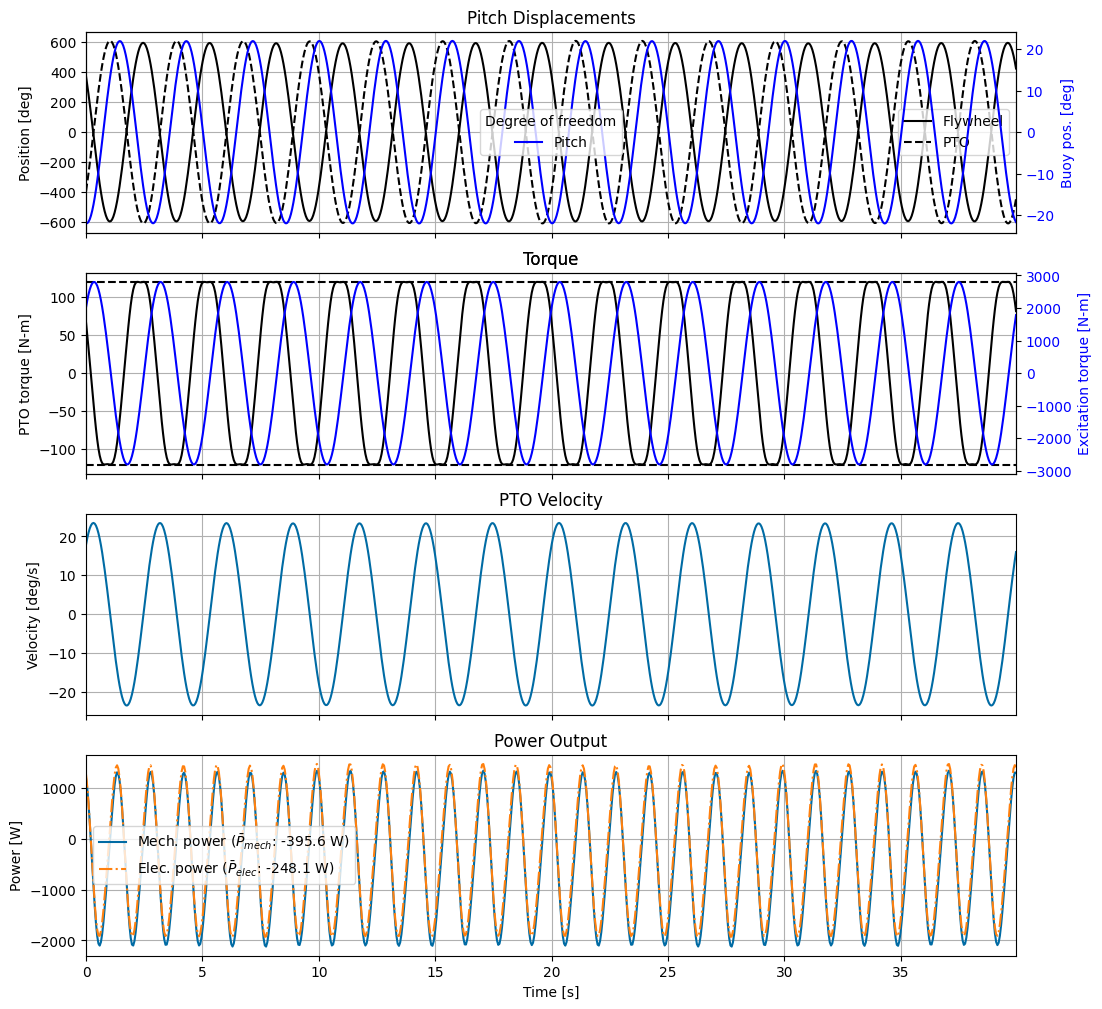 Pitch Displacements
Position [deg]
600
400
200
0
−200
−400
−600
20
10
0
−10
−20
Buoy pos. [deg]
Degree of freedom
Pitch
Flywheel
PTO
Torque
PTO torque [N-m]
100
50
0
−50
−100
3000
2000
1000
0
−1000
−2000
−3000
Excitation torque [N-m]
PTO Velocity
Velocity [deg/s]
20
10
0
−10
−20
Power Output
Power [W]
1000
0
−1000
−2000
Mech. power (P̄mech: -395.6 W)
Elec. power (P̄elec: -248.1 W)
0 5 10 15 20 25 30 35
Time [s]